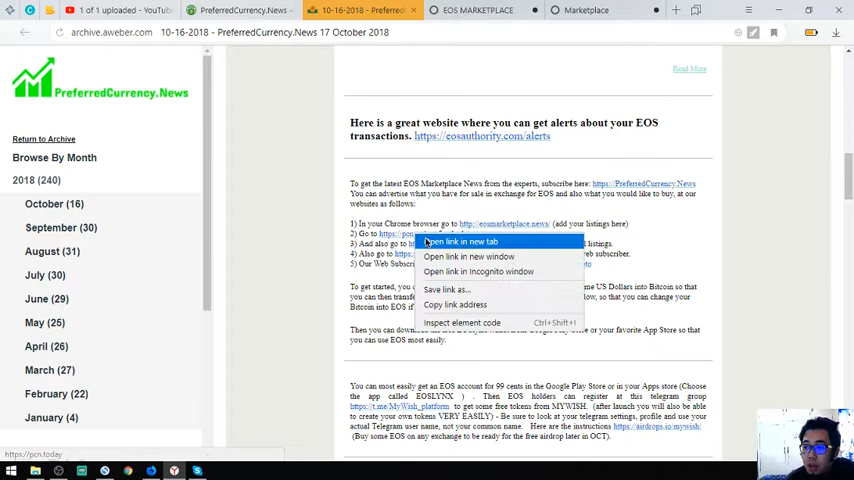 1 of 1 uploaded - YouTub
PreferredCurrency.News -
10-16-2018 - Preferred
EOS MARKETPLACE
Marketplace
archive.aweber.com
10-16-2018 - PreferredCurrency.News 17 October 2018
PreferredCurrency.News
Return to Archive
Browse By Month
2018 (240)
October (16)
September (30)
August (31)
July (30)
June (29)
May (25)
April (26)
March (27)
February (22)
January (4)
https://pcn.today
Read More
Here is a great website where you can get alerts about your EOS
transactions. https://eosauthority.com/alerts
To get the latest EOS Marketplace News from the experts, subscribe here: https://PreferredCurrency.News
You can advertise what you have for sale in exchange for EOS and also what you would like to buy, at our
websites as follows:
1) In your Chrome browser go to http://eosmarketplace.news/ (add your listings here)
2) Go to https://pcn
3) And also go to h listings.
4) Also go to https: web subscriber.
5) Our Web Subscri to
Open link in new tab
Open link in new window
Open link in Incognito window
Save link as...
Copy link address
Inspect element code Ctrl+Shift+I
To get started, you me US Dollars into Bitcoin so
that you can then transf low, so that you can change your
Bitcoin into EOS if
Then you can downl Google Play Store or your favorite App Store so
you can use EOS most easily.
You can most easily get an EOS account for 99 cents in the Google Play Store or in your Apps store (Choose
the app called EOSLYNX ) . Then EOS holders can register at this telegram group
https://t.me/MyWish_platform to get some free tokens from MYWISH. (after launch you will also be able
to create your own tokens VERY EASILY) - Be sure to look at your telegram settings, profile and use your
actual Telegram user name, not your common name. Here are the instructions https://airdrops.io/mywish/
(Buy some EOS on any exchange to be ready for the free airdrop later in OCT).